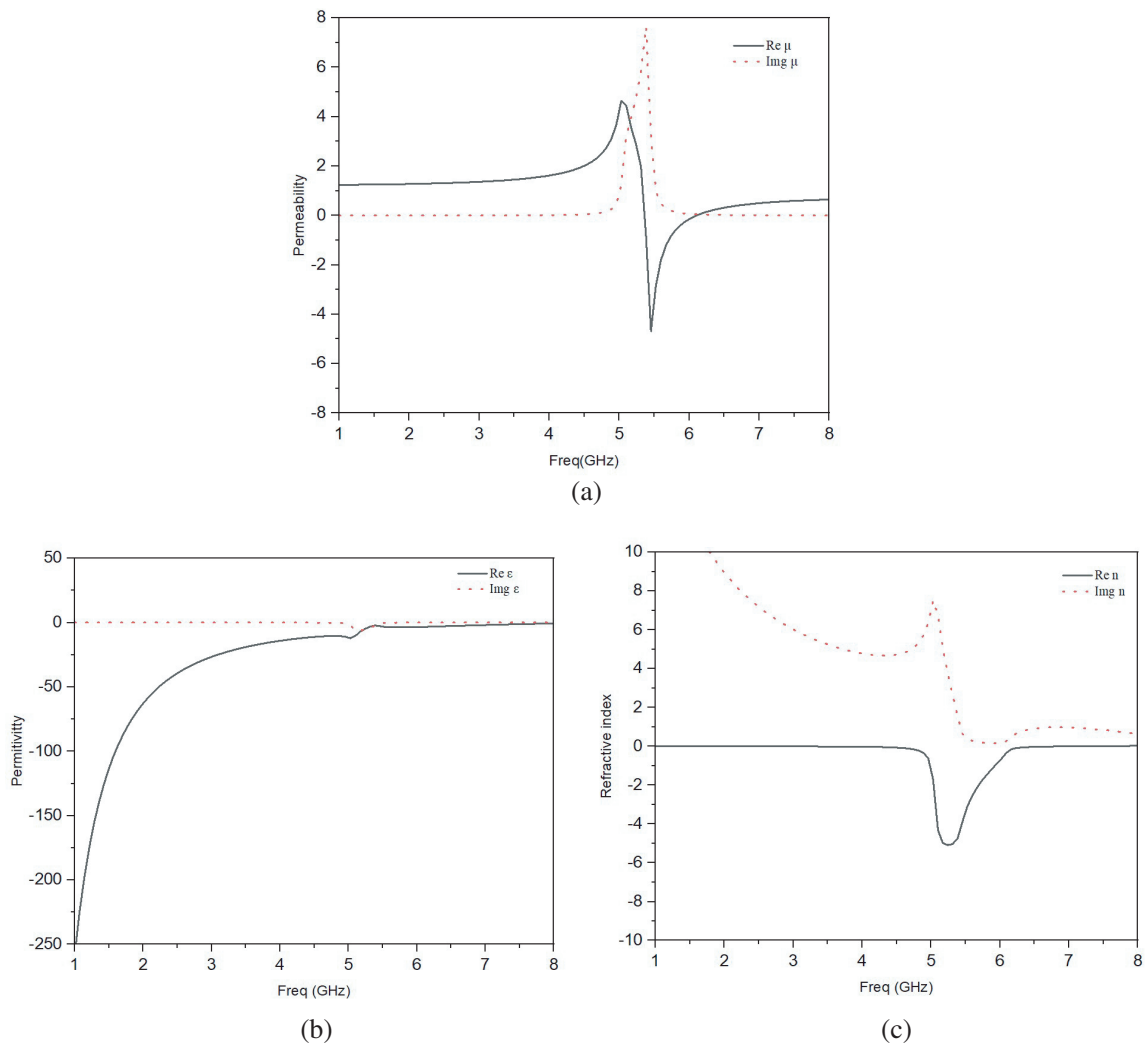 8
6
4
2
0
-2
-4
-6
-8
Permeability
Re μ
Img μ
1 2 3 4 5 6 7 8
Freq(GHz)
(a)
50
0
-50
-100
-150
-200
-250
Permitivitty
Re ε
Img ε
1 2 3 4 5 6 7 8
Freq (GHz)
(b)
10
8
6
4
2
0
-2
-4
-6
-8
-10
Refractive index
Re n
Img n
1 2 3 4 5 6 7 8
Freq (GHz)
(c)